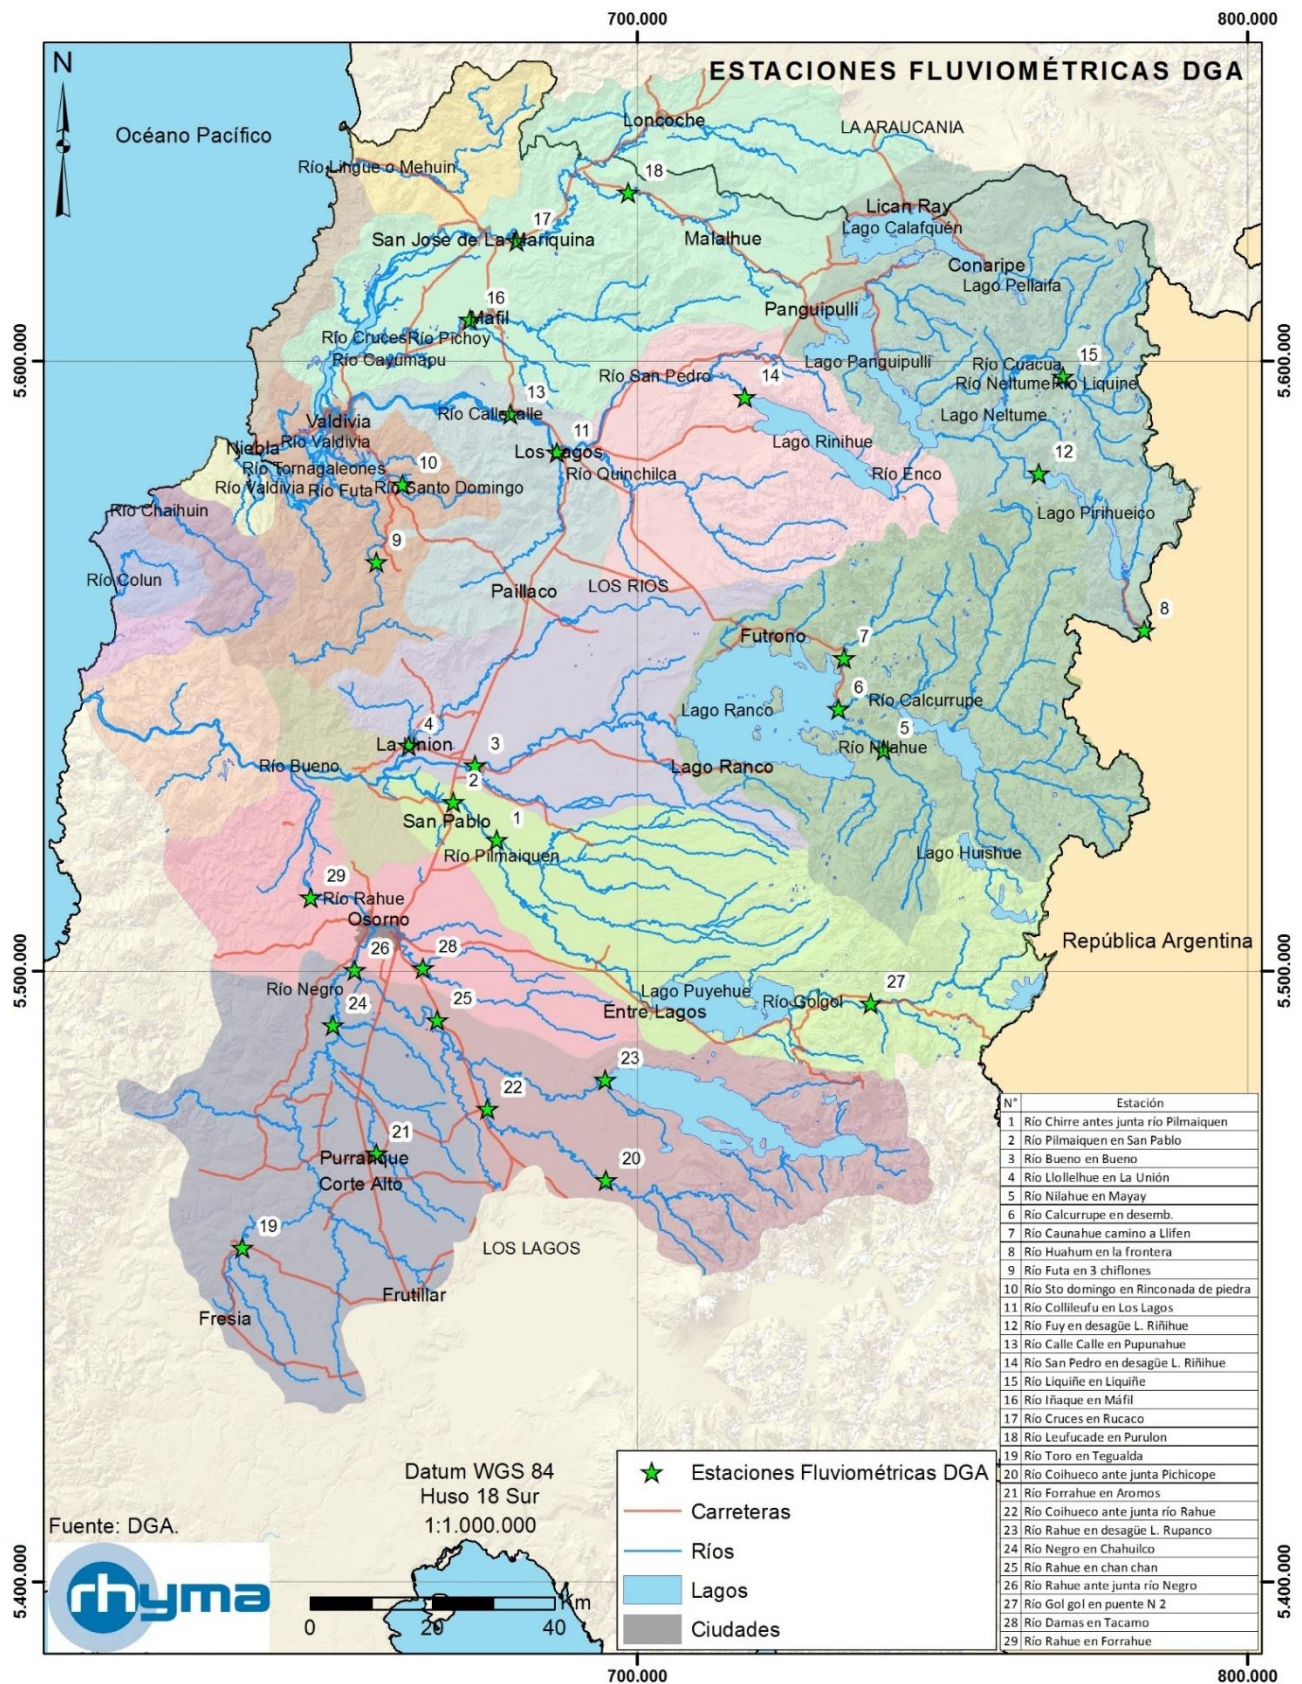 700.000
800.000
N
ESTACIONES FLUVIOMÉTRICAS DGA
Océano Pacífico
Loncoche
LA ARAUCANIA
Río Lingue o Mehuin
18
17
Lican Ray
San Jose de La Mariquina
Malalhue
Lago Calafquén
Conaripe
Lago Pellaifa
16
Mafil
Panguipulli
Río Cruces
Río Pichoy
Río Cayumapu
5.600.000
5.600.000
Lago Panguipulli
Río Cuacua
15
Río San Pedro
14
Río Neltume
Río Liquine
13
Río Callecalle
Lago Neltume
Valdivia
11
Niebla
Río Valdivia
Los Lagos
Lago Rinihue
10
12
Río Tornagaleones
Río Quinchilca
Río Enco
Río Valdivia
Río Futa
Río Santo Domingo
Río Chaihuin
Lago Pirihueico
9
Río Colun
Paillaco
LOS RIOS
8
Futrono
7
6
Río Calcurrupe
Lago Ranco
4
La Union
5
3
Río Nilahue
Río Bueno
Lago Ranco
2
San Pablo
1
Río Pilmaiquen
Lago Huishue
29
Río Rahue
Osorno
República Argentina
26
28
5.500.000
5.500.000
Río Negro
Lago Puyehue
Río Golgol
27
24
25
Entre Lagos
23
22
21
Purranque
Corte Alto
20
19
LOS LAGOS
Frutillar
Fresia
N° Estación
1 Río Chirre antes junta río Pilmaiquen
2 Río Pilmaiquen en San Pablo
3 Río Bueno en Bueno
4 Río Llollelhue en La Unión
5 Río Nilahue en Mayay
6 Río Calcurrupe en desemb.
7 Río Caunahue camino a Llifen
8 Río Huahum en la frontera
9 Río Futa en 3 chiflones
10 Río Sto domingo en Rinconada de piedra
11 Río Collileufu en Los Lagos
12 Río Fuy en desagüe L. Riñihue
13 Río Calle Calle en Pupunahue
14 Río San Pedro en desagüe L. Riñihue
15 Río Liquiñe en Liquiñe
16 Río Iñaque en Máfil
17 Río Cruces en Rucaco
18 Río Leufucade en Purulon
19 Río Toro en Tegualda
20 Río Coihueco ante junta Pichicope
21 Río Forrahue en Aromos
22 Río Coihueco ante junta río Rahue
23 Río Rahue en desagüe L. Rupanco
24 Río Negro en Chahuilco
25 Río Rahue en chan chan
26 Río Rahue ante junta río Negro
27 Río Gol gol en puente N 2
28 Río Damas en Tacamo
29 Río Rahue en Forrahue
Datum WGS 84
Huso 18 Sur
1:1.000.000
Fuente: DGA.
rhyma
Km
0 20 40
Estaciones Fluviométricas DGA
Carreteras
Ríos
Lagos
Ciudades
5.400.000
5.400.000
700.000
800.000